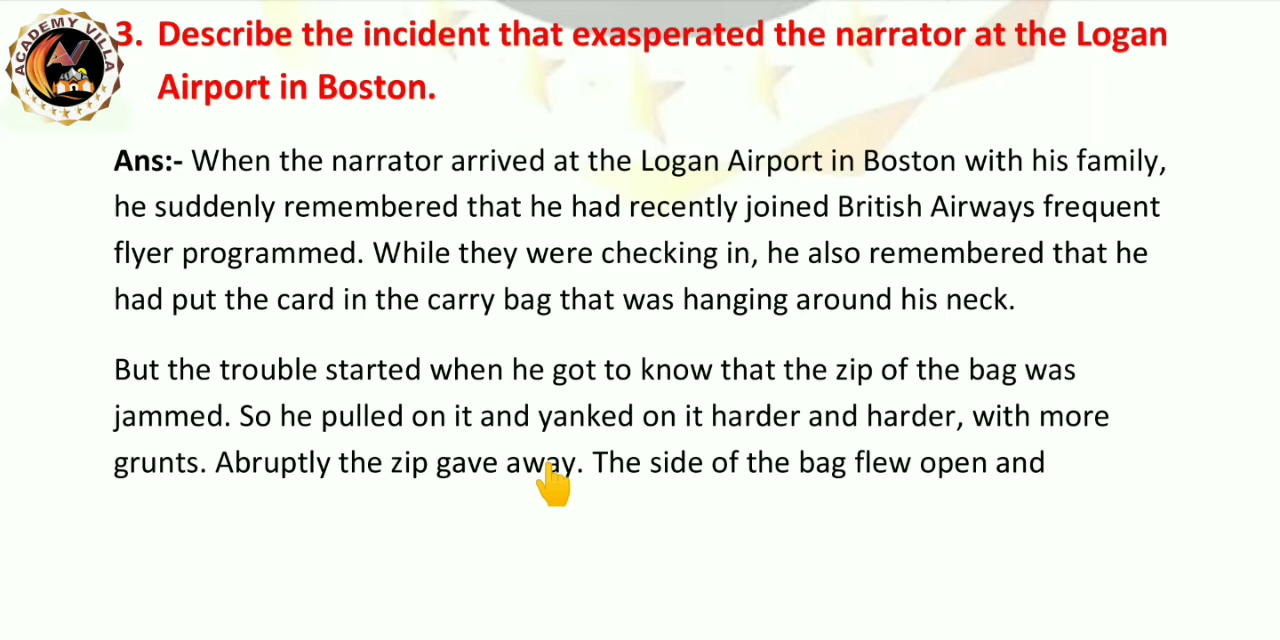 ACADEMY VILLA
3. Describe the incident that exasperated the narrator at the Logan
Airport in Boston.
Ans:- When the narrator arrived at the Logan Airport in Boston with his family,
he suddenly remembered that he had recently joined British Airways frequent
flyer programmed. While they were checking in, he also remembered that he
had put the card in the carry bag that was hanging around his neck.
But the trouble started when he got to know that the zip of the bag was
jammed. So he pulled on it and yanked on it harder and harder, with more
grunts. Abruptly the zip gave away. The side of the bag flew open and